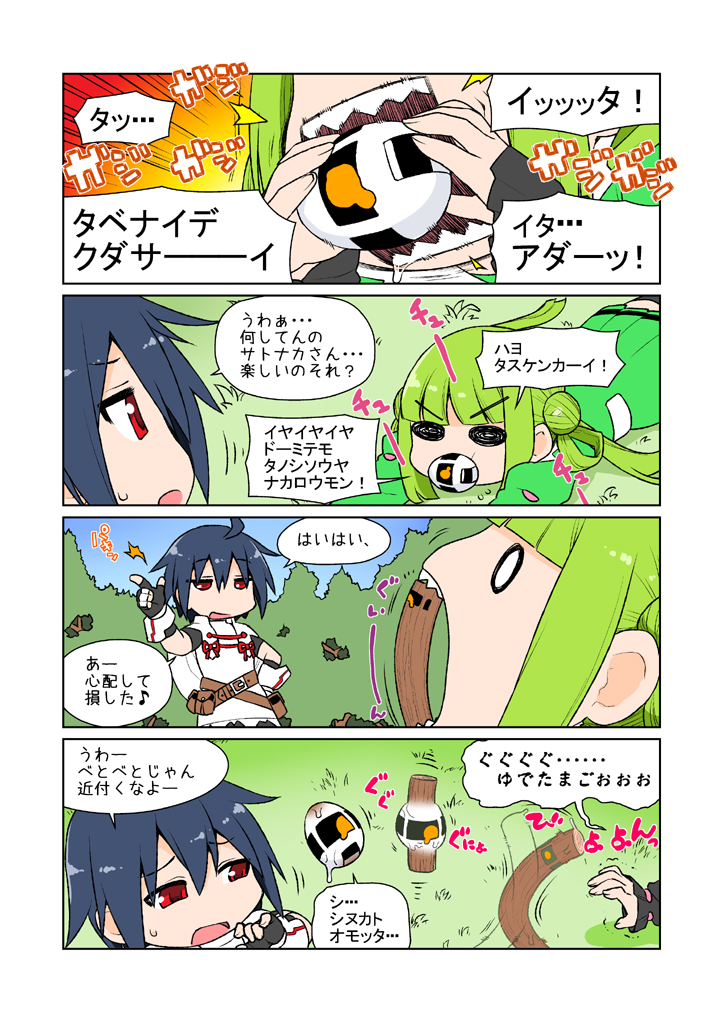 ガジ
イッッッタ！
タッ…
ガジ
ガジ
ガジ
ガジ
イタ…
アダーッ！
タベナイデ
クダサーーーイ
チュー
ハヨ
タスケンカーイ！
うわぁ・・・
何してんの
サトナカさん・・・
楽しいのそれ？
チュー
チュー
イヤイヤイヤ
ドーミテモ
タノシソウヤ
ナカロウモン！
はいはい、
パチン
あー
心配して
損した♪
ぐい
ん
ぐぐぐぐ……
ゆでたまごぉぉぉ
びよよんっ
ぐぐ
ぐにょ
うわー
べとべとじゃん
近付くなよー
シ…
シヌカト
オモッタ…